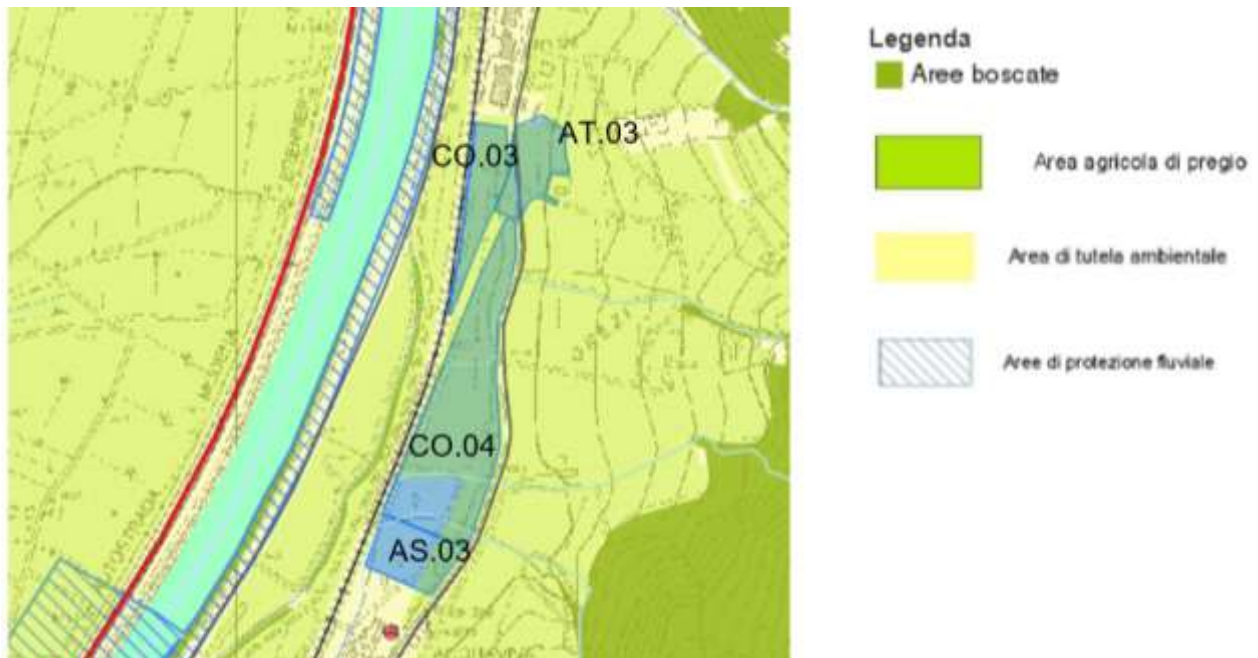 AT.03
CO.03
CO.04
AS.03
Legenda
Aree boscate
Area agricola di pregio
Area di tutela ambientale
Aree di protezione fluviale